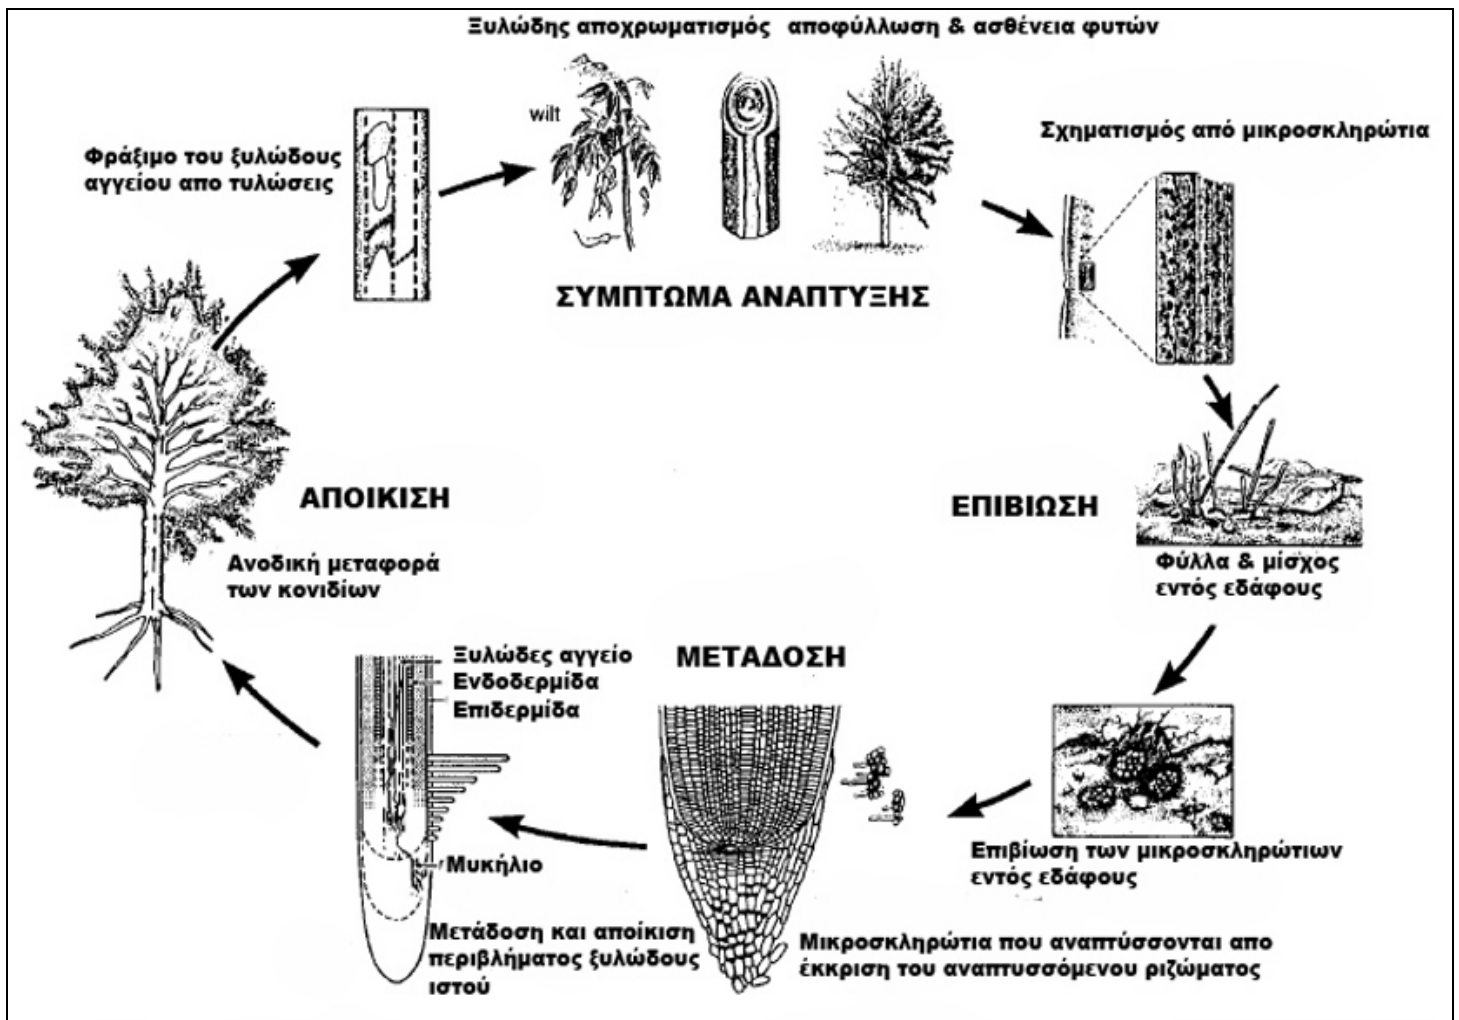 Ξυλώδης αποχρωματισμός αποφύλλωση & ασθένεια φυτών
wilt
Φράξιμο του ξυλώδους
αγγείου απο τυλώσεις
Σχηματισμός από μικροσκληρώτια
ΣΥΜΠΤΩΜΑ ΑΝΑΠΤΥΞΗΣ
ΑΠΟΙΚΙΣΗ
Ανοδική μεταφορά
των κονιδίων
ΕΠΙΒΙΩΣΗ
Φύλλα & μίσχος
εντός εδάφους
Ξυλώδες αγγείο
Ενδοδερμίδα
Επιδερμίδα
ΜΕΤΑΔΟΣΗ
Επιβίωση των μικροσκληρώτιων
εντός εδάφους
Μυκήλιο
Μετάδοση και αποίκιση
περιβλήματος ξυλώδους
ιστού
Μικροσκληρώτια που αναπτύσσονται απο
έκκριση του αναπτυσσόμενου ριζώματος